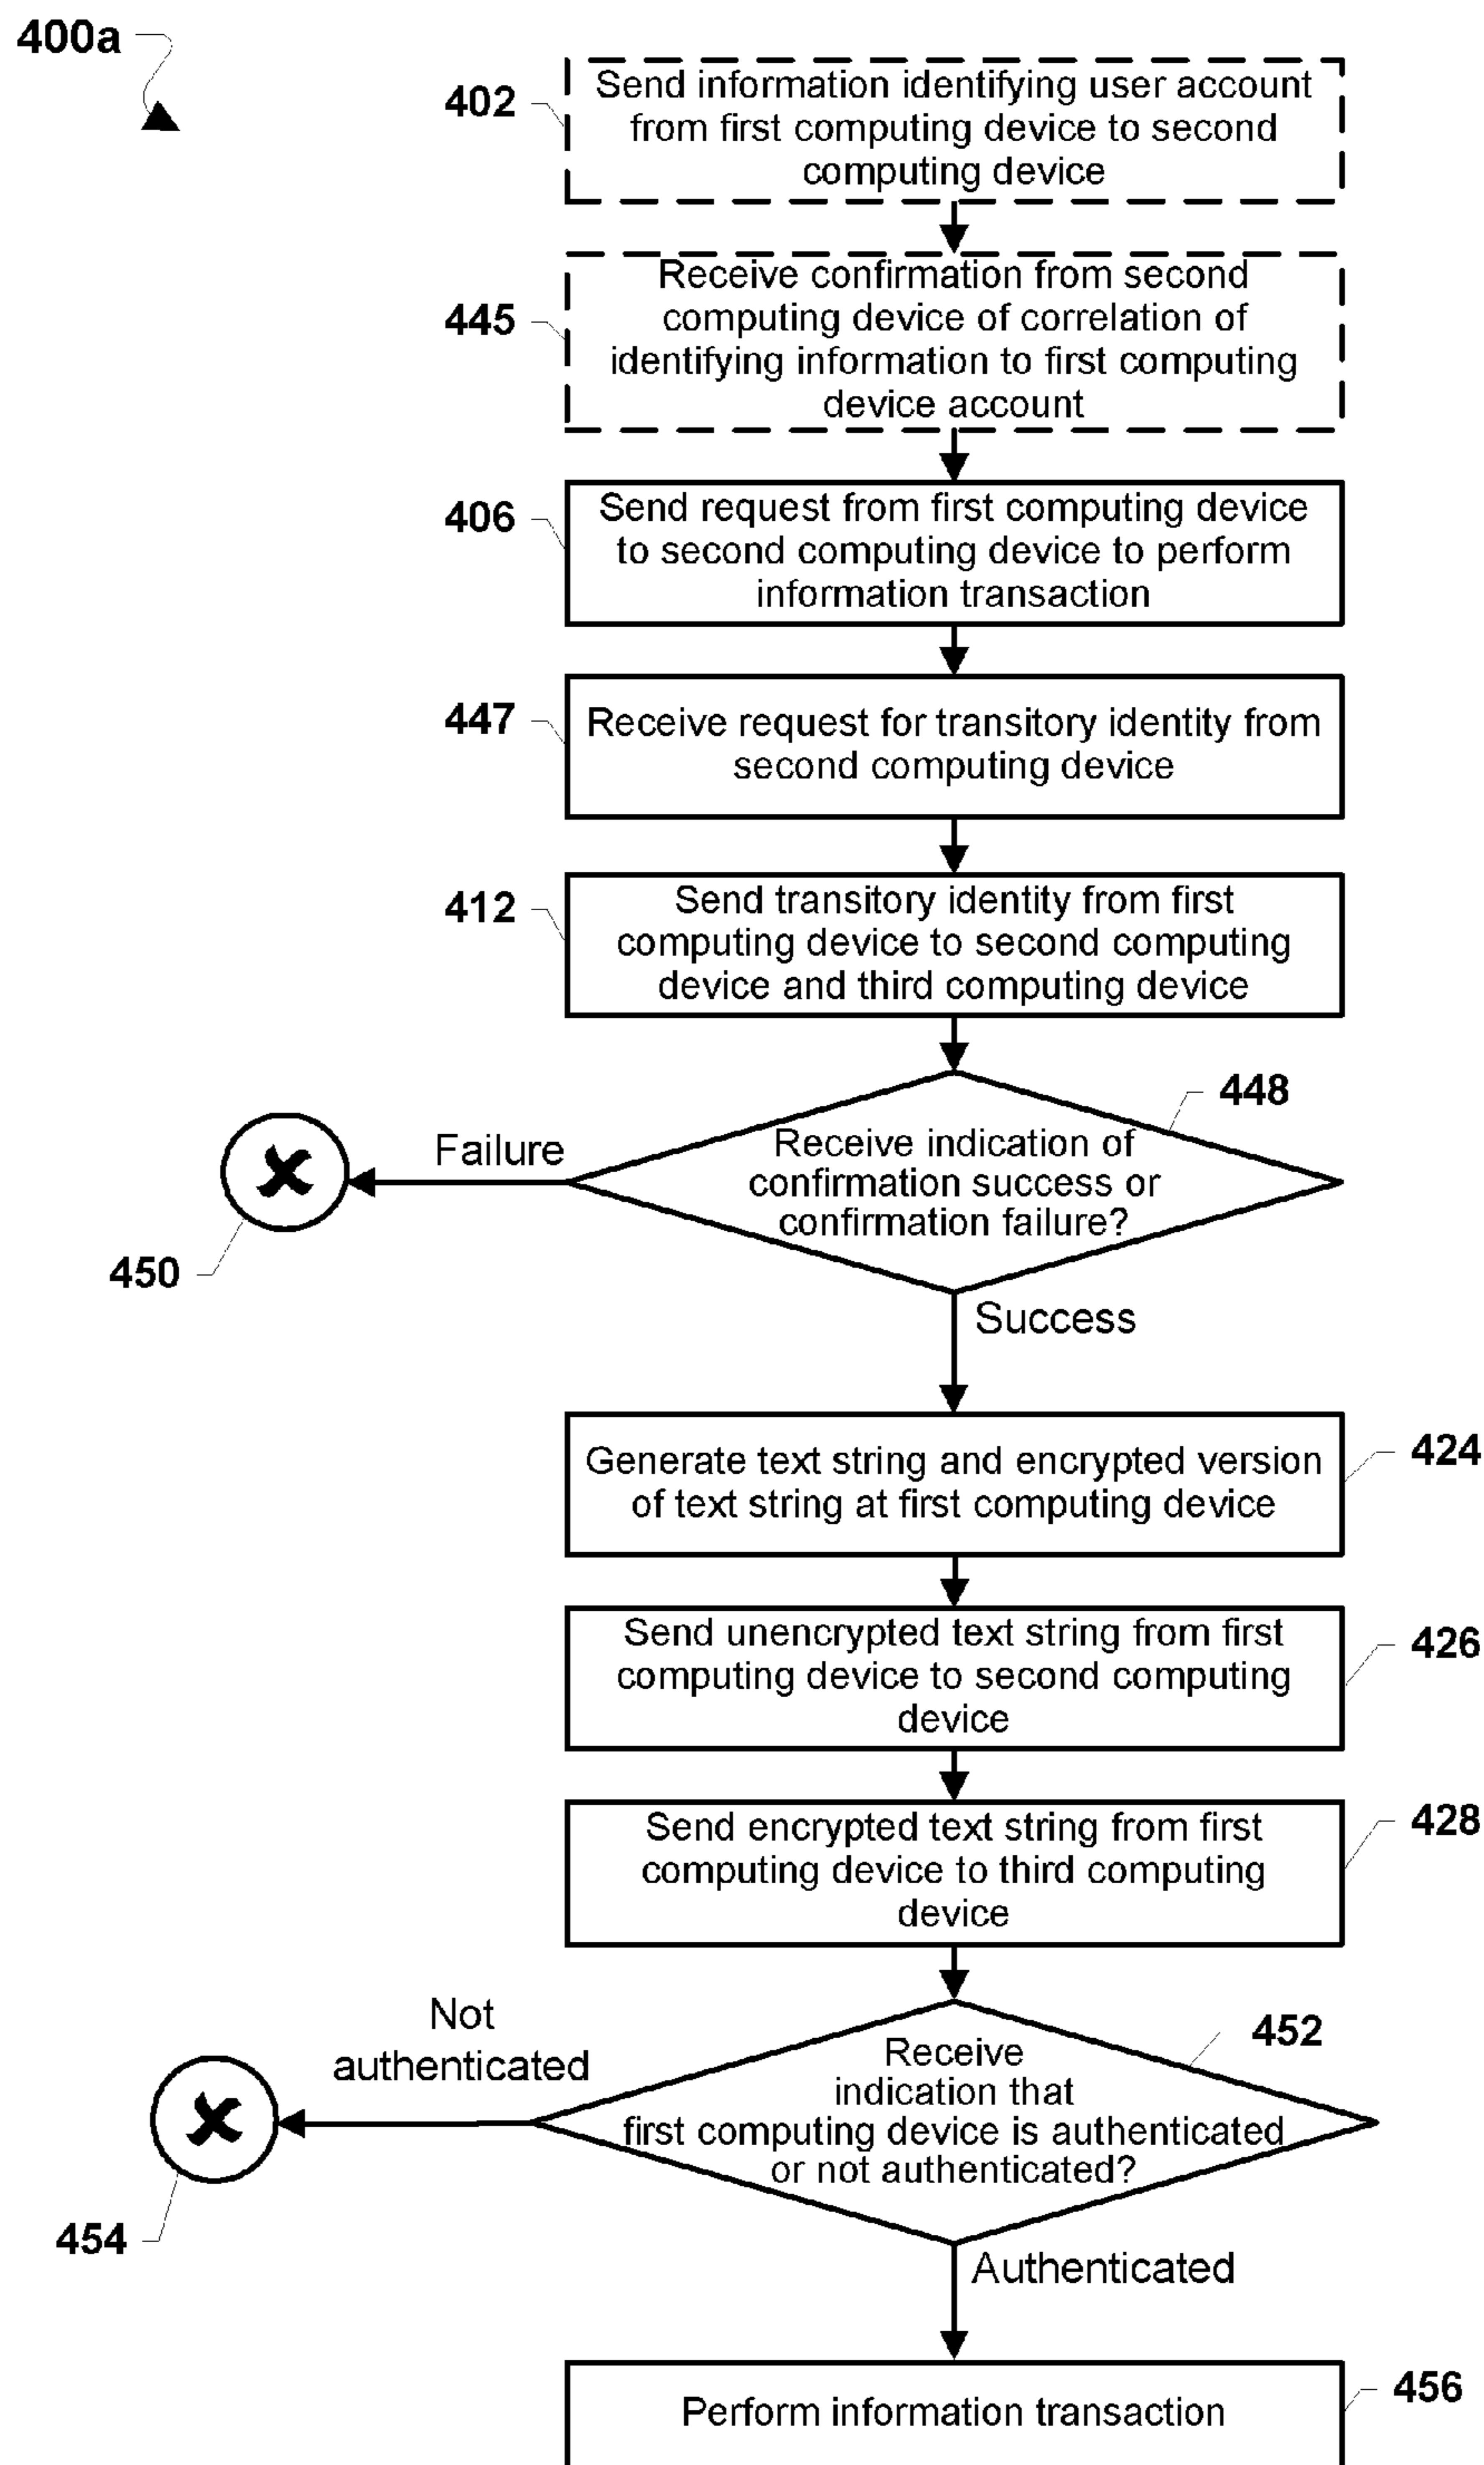 400a
402
Send information identifying user account
from first computing device to second
computing device
445
Receive confirmation from second
computing device of correlation of
identifying information to first computing
device account
406
Send request from first computing device
to second computing device to perform
information transaction
447
Receive request for transitory identity from
second computing device
412
Send transitory identity from first
computing device to second computing
device and third computing device
448
Receive indication of
confirmation success or
confirmation failure?
Failure
450
Success
424
Generate text string and encrypted version
of text string at first computing device
426
Send unencrypted text string from first
computing device to second computing
device
428
Send encrypted text string from first
computing device to third computing
device
452
Receive
indication that
first computing device is authenticated
or not authenticated?
Not
authenticated
454
Authenticated
456
Perform information transaction